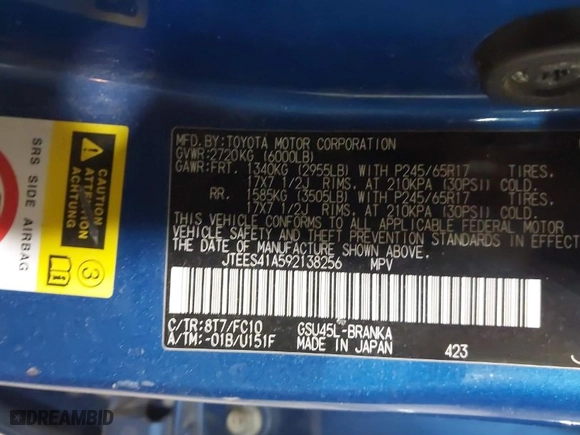 MFD.BY:TOYOTA MOTOR CORPORATION
GVWR:2720KG (6000LB)
GAWR:FRT. 1340KG (2955LB) WITH P245/65R17 TIRES,
17X7 1/2J RIMS, AT 210KPA (30PSI) COLD.
RR. 1585KG (3505LB) WITH P245/65R17 TIRES,
17X7 1/2J RIMS, AT 210KPA (30PSI) COLD.
THIS VEHICLE CONFORMS TO ALL APPLICABLE FEDERAL MOTOR
VEHICLE SAFETY AND THEFT PREVENTION STANDARDS IN EFFECT
THE DATE OF MANUFACTURE SHOWN ABOVE.
JTEES41A592138256 MPV
C/TR:8T7/FC10 GSU45L-BRANKA
A/TM:-01B/U151F MADE IN JAPAN 423
SRS SIDE AIRBAG
CAUTION
ATTENTION
3
DREAMBID